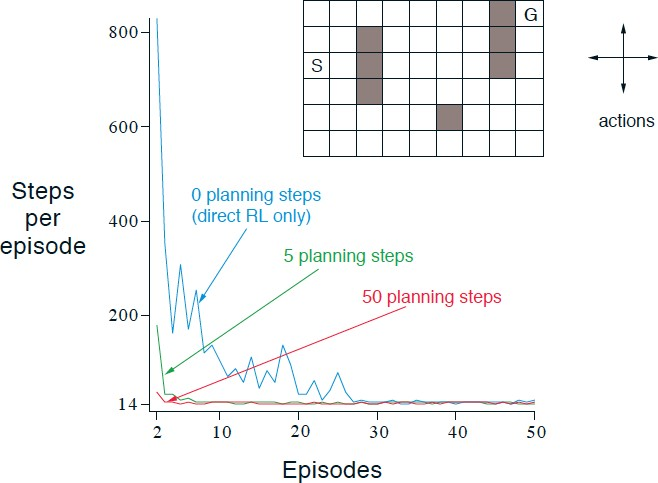 800
600
400
200
14
Steps
per
episode
G
S
actions
0 planning steps
(direct RL only)
5 planning steps
50 planning steps
2
10
20
30
40
50
Episodes